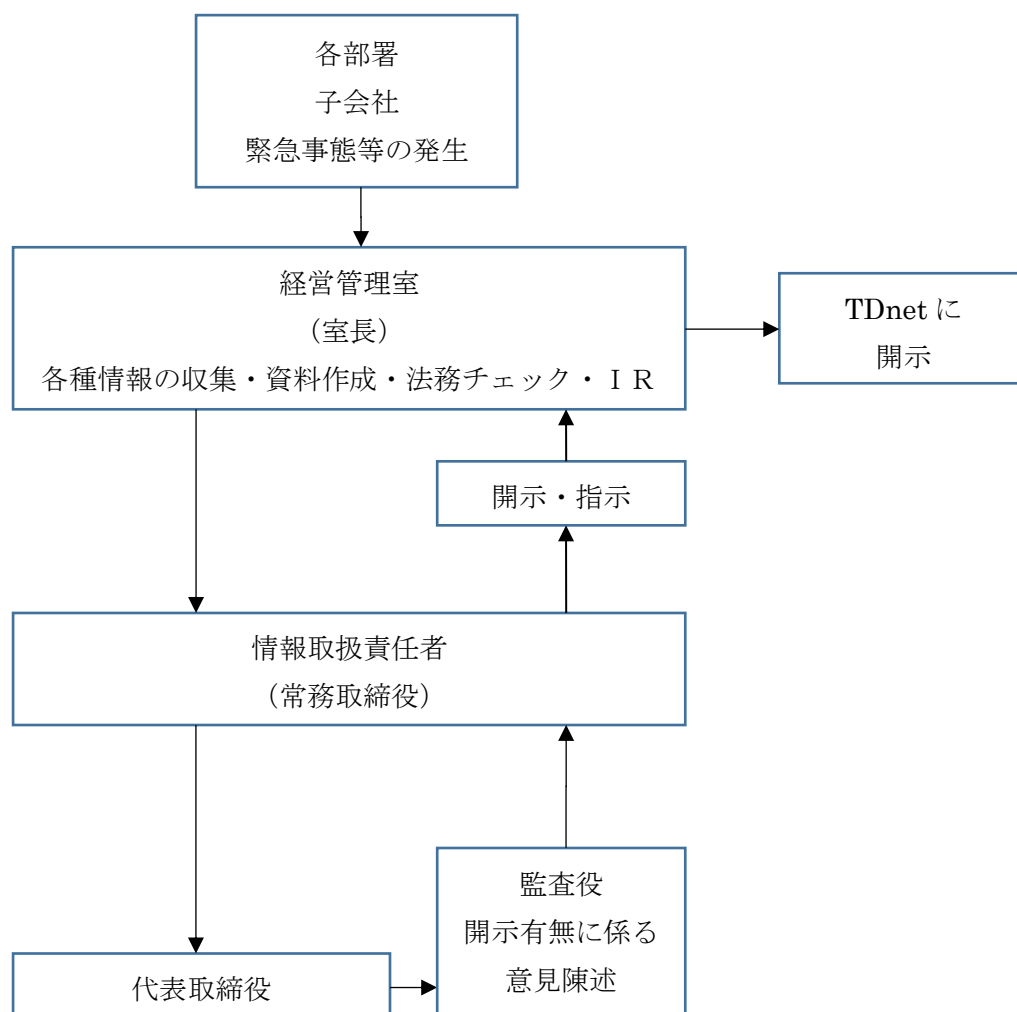 各部署
子会社
緊急事態等の発生
経営管理室
（室長）
各種情報の収集・資料作成・法務チェック・ＩＲ
TDnet に
開示
開示・指示
情報取扱責任者
（常務取締役）
監査役
開示有無に係る
意見陳述
代表取締役